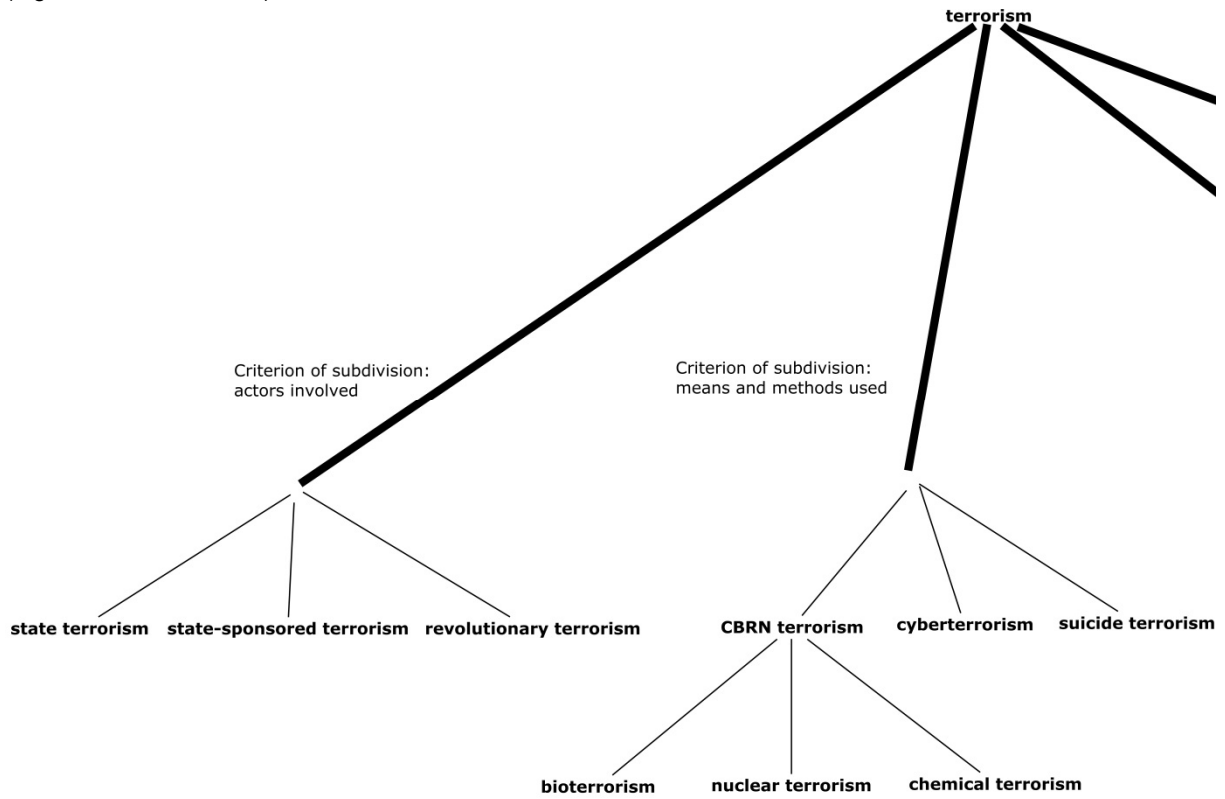 terrorism
Criterion of subdivision:
actors involved
Criterion of subdivision:
means and methods used
state terrorism
state-sponsored terrorism
revolutionary terrorism
CBRN terrorism
cyberterrorism
suicide terrorism
bioterrorism
nuclear terrorism
chemical terrorism